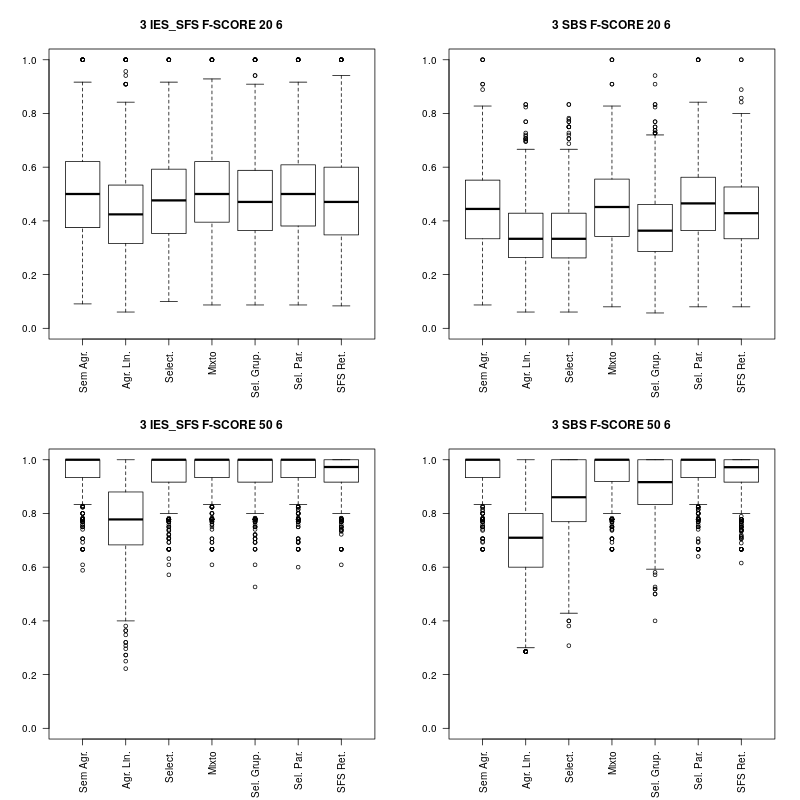 3 IES_SFS F-SCORE 20 6
1.0
0.8
0.6
0.4
0.2
0.0
Sem Agr.
Agr. Lin.
Select.
Mixto
Sel. Grup.
Sel. Par.
SFS Ret.
3 SBS F-SCORE 20 6
1.0
0.8
0.6
0.4
0.2
0.0
Sem Agr.
Agr. Lin.
Select.
Mixto
Sel. Grup.
Sel. Par.
SFS Ret.
3 IES_SFS F-SCORE 50 6
1.0
0.8
0.6
0.4
0.2
0.0
Sem Agr.
Agr. Lin.
Select.
Mixto
Sel. Grup.
Sel. Par.
SFS Ret.
3 SBS F-SCORE 50 6
1.0
0.8
0.6
0.4
0.2
0.0
Sem Agr.
Agr. Lin.
Select.
Mixto
Sel. Grup.
Sel. Par.
SFS Ret.